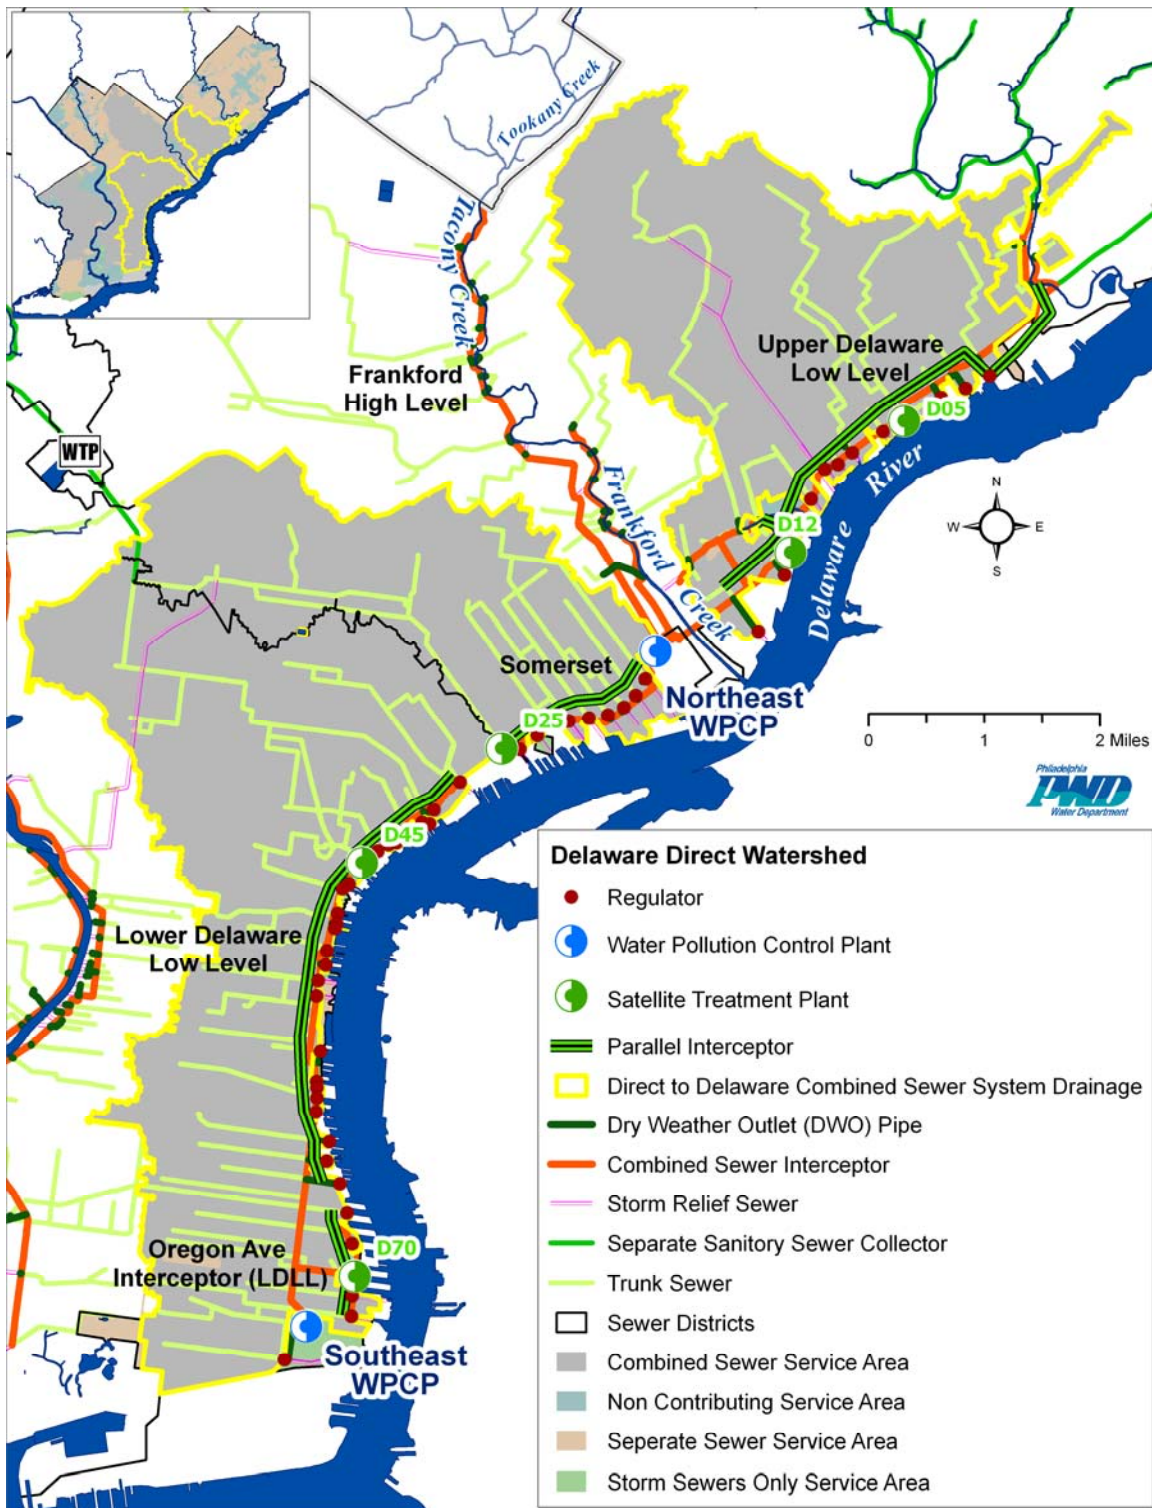 Tookany Creek
Tacony Creek
Upper Delaware
Low Level
Frankford
High Level
D05
River
WTP
Frankford
Creek
D12
Delaware
N
W
E
S
Somerset
Northeast
WPCP
D25
0 1 2 Miles
Philadelphia
PWD
Water Department
D45
Lower Delaware
Low Level
Oregon Ave
Interceptor (LDLL)
D70
Southeast
WPCP
Delaware Direct Watershed
Regulator
Water Pollution Control Plant
Satellite Treatment Plant
Parallel Interceptor
Direct to Delaware Combined Sewer System Drainage
Dry Weather Outlet (DWO) Pipe
Combined Sewer Interceptor
Storm Relief Sewer
Separate Sanitory Sewer Collector
Trunk Sewer
Sewer Districts
Combined Sewer Service Area
Non Contributing Service Area
Seperate Sewer Service Area
Storm Sewers Only Service Area